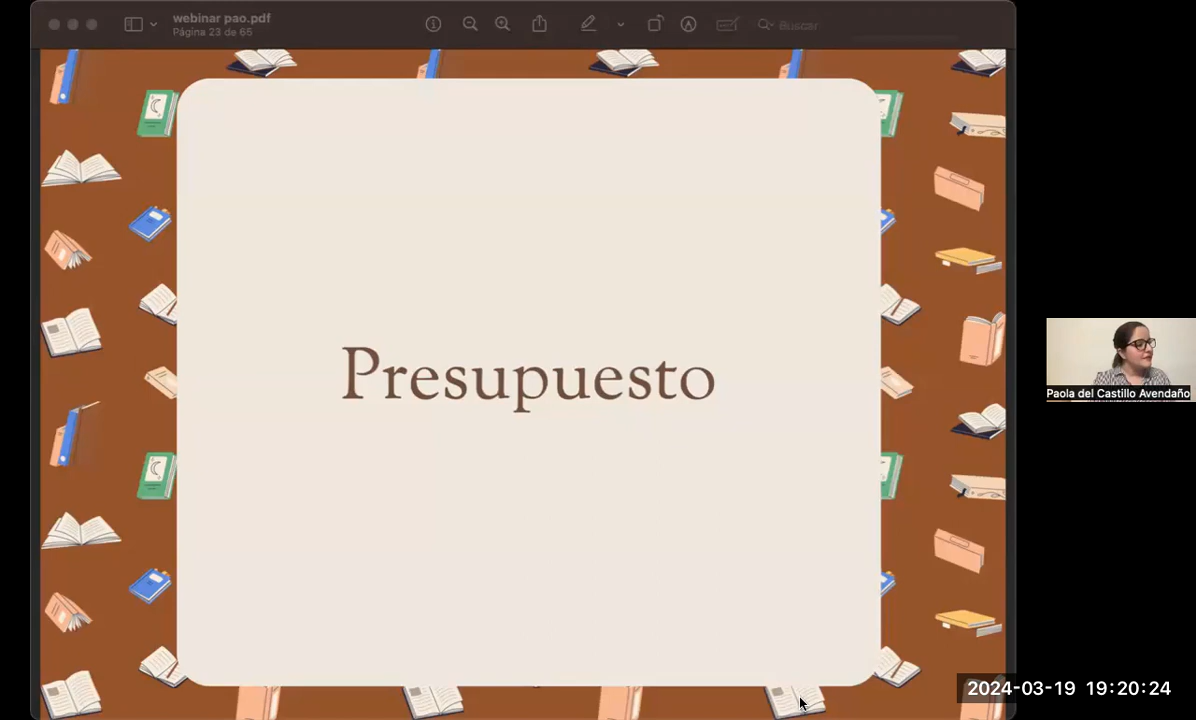 webinar pao.pdf
Página 23 de 65
Buscar
Presupuesto
Paola del Castillo Avendaño
2024-03-19 19:20:24